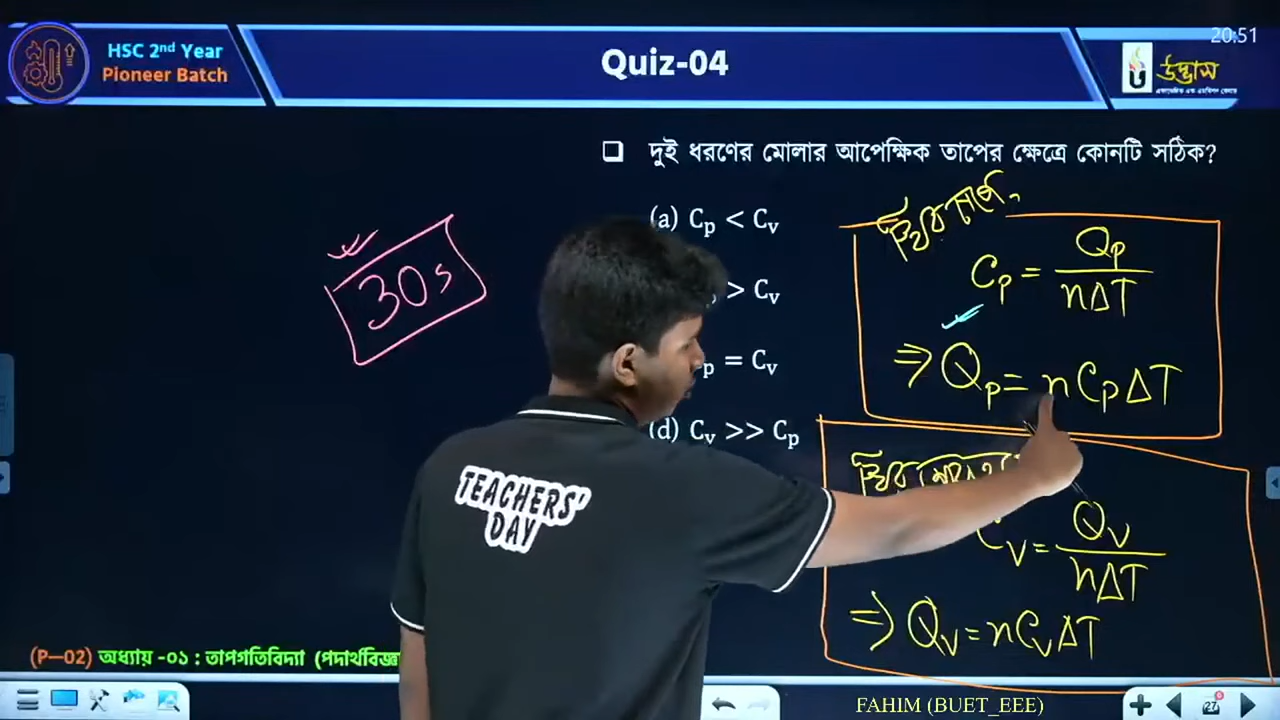 20:51
HSC 2nd Year
Pioneer Batch
Quiz-04
উদ্ভাস
দুই ধরণের মোলার আপেক্ষিক তাপের ক্ষেত্রে কোনটি সঠিক?
(a) Cp < Cv
> Cv
p = Cv
(d) Cv >> Cp
30s
স্থির চাপে,
Cp = Qp / nΔT
⇒ Qp = nCpΔT
স্থির
Cv = Qv / nΔT
⇒ Qv = nCvΔT
TEACHERS'
DAY
(P–02) অধ্যায় -০১ : তাপগতিবিদ্যা (পদার্থবিজ্ঞ
FAHIM (BUET_EEE)
27